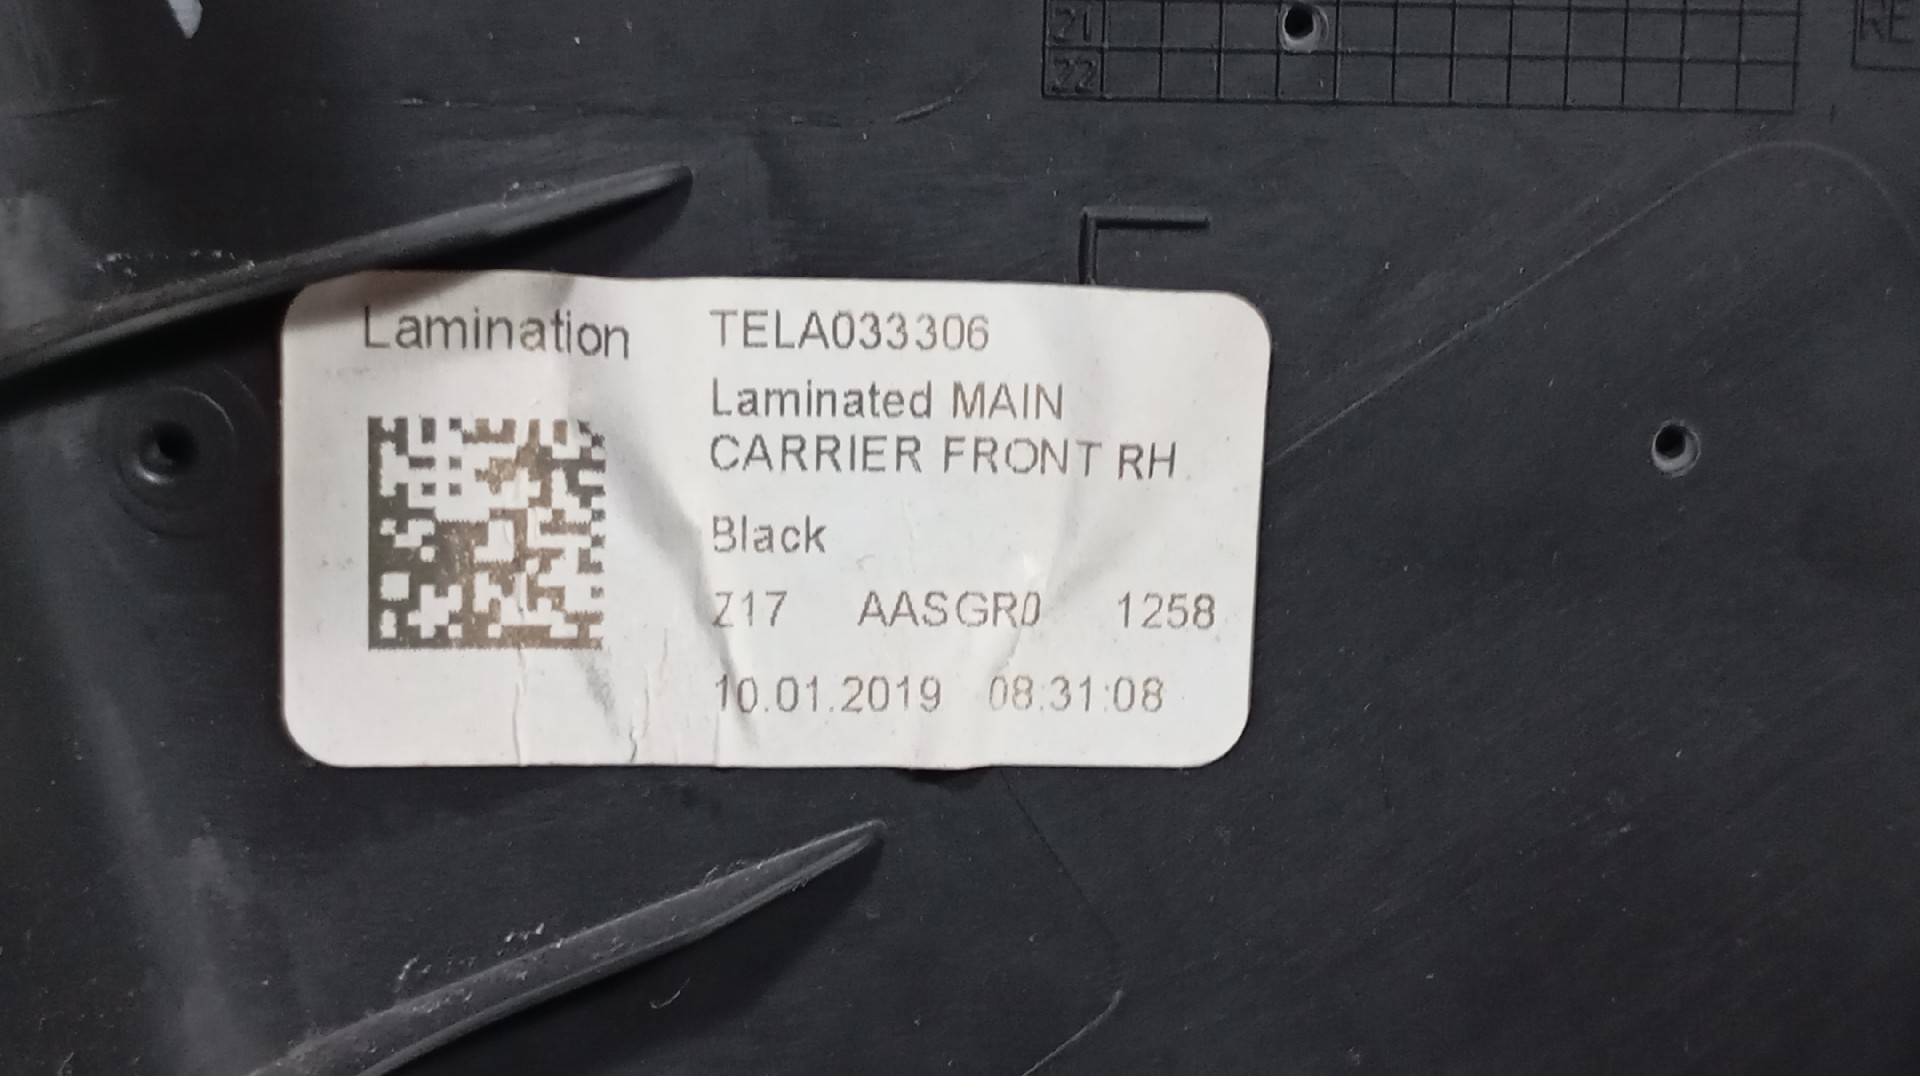 21
22
RE
Lamination
TELA033306
Laminated MAIN
CARRIER FRONT RH
Black
Z17 AASGR0 1258
10.01.2019 08:31:08